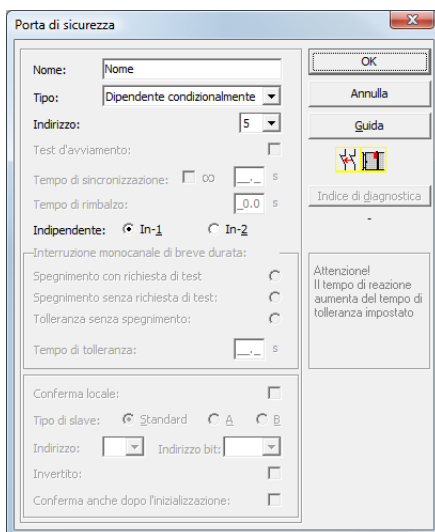 Porta di sicurezza
Nome: Nome
Tipo: Dipendente condizionalmente
Indirizzo: 5
Test d'avviamento:
Tempo di sincronizzazione: ∞ __._ s
Tempo di rimbalzo: _0.0 s
Indipendente: In-1 In-2
Interruzione monocanale di breve durata:
Spegnimento con richiesta di test
Spegnimento senza richiesta di test:
Tolleranza senza spegnimento:
Tempo di tolleranza: __._ s
Conferma locale:
Tipo di slave: Standard A B
Indirizzo: Indirizzo bit:
Invertito:
Conferma anche dopo l'inizializzazione:
OK
Annulla
Guida
Indice di diagnostica
-
Attenzione!
Il tempo di reazione
aumenta del tempo di
tolleranza impostato